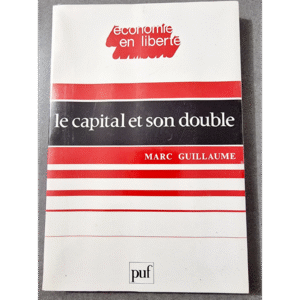 économie
en liberté
le capital et son double
MARC GUILLAUME
puf